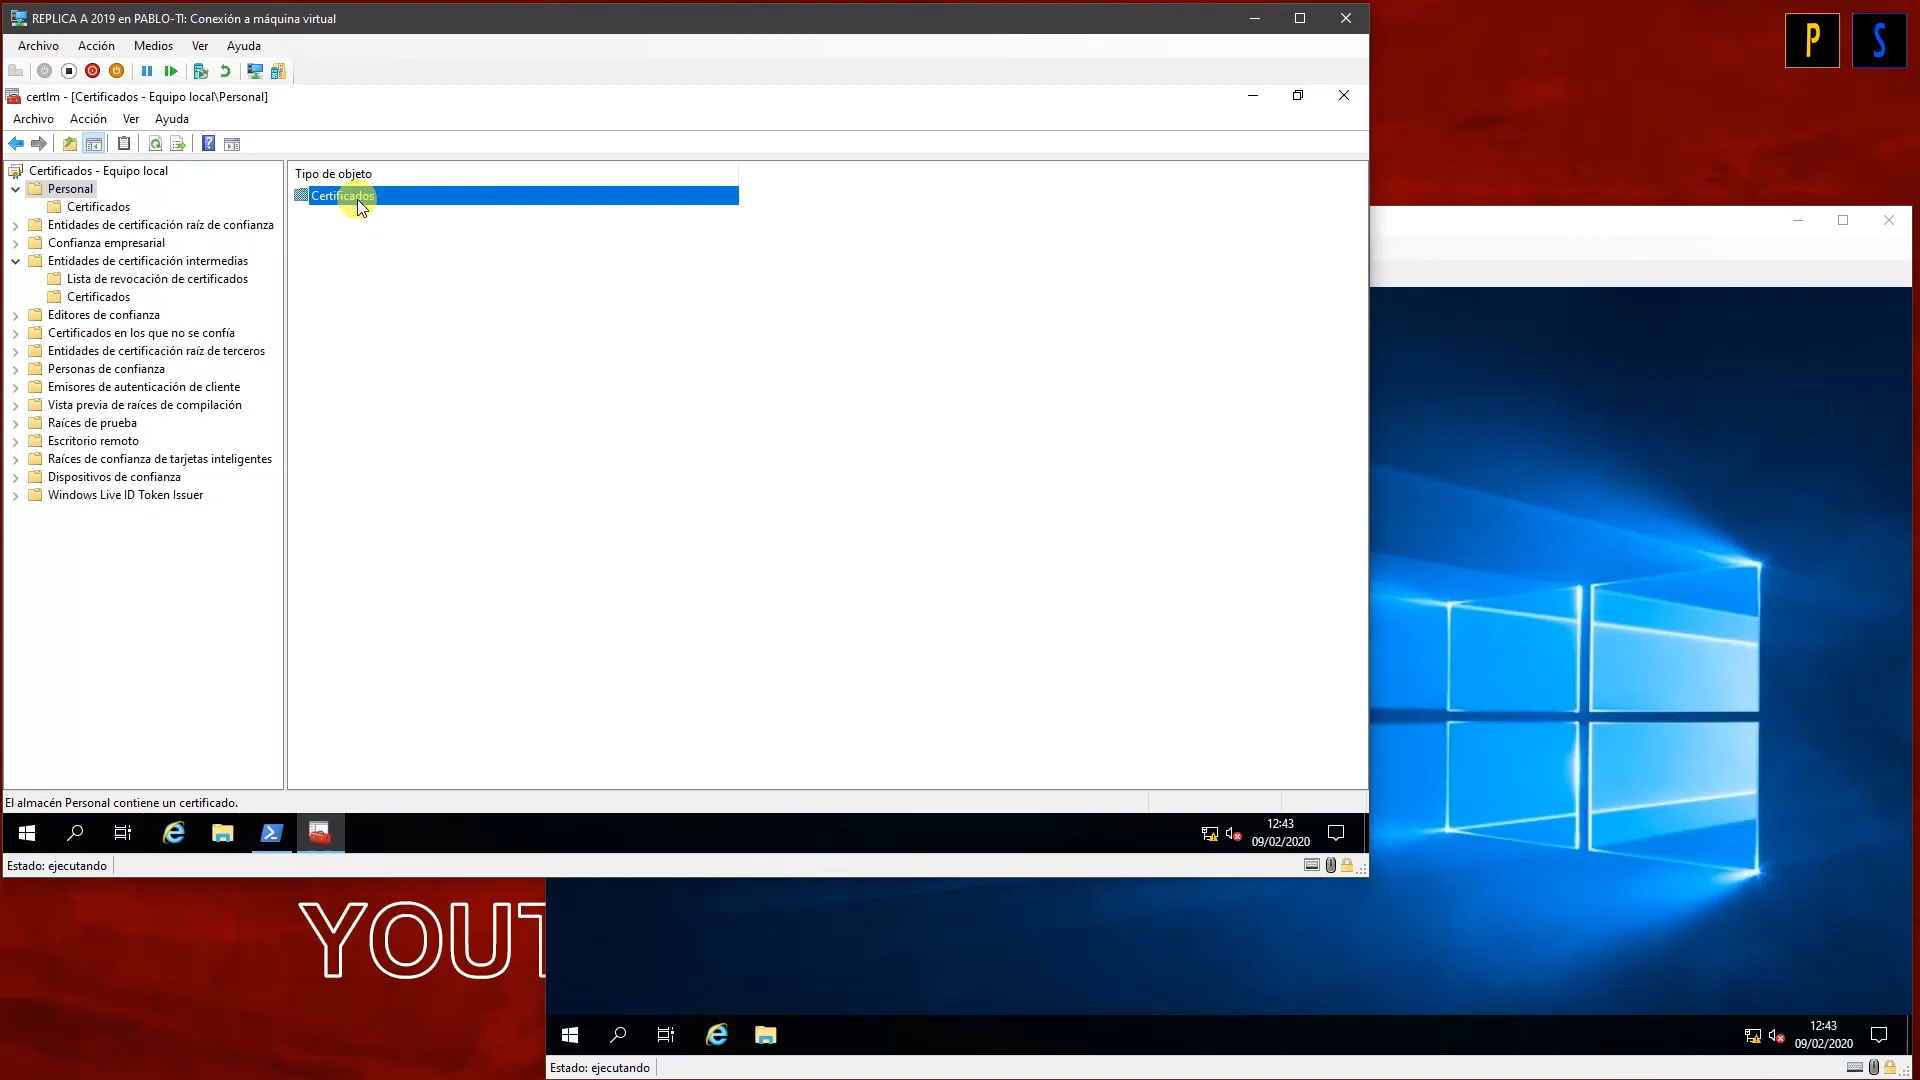 REPLICA A 2019 en PABLO-TI: Conexión a máquina virtual
Archivo Acción Medios Ver Ayuda
certlm - [Certificados - Equipo local\Personal]
Archivo Acción Ver Ayuda
Certificados - Equipo local
Personal
Certificados
Entidades de certificación raíz de confianza
Confianza empresarial
Entidades de certificación intermedias
Lista de revocación de certificados
Certificados
Editores de confianza
Certificados en los que no se confía
Entidades de certificación raíz de terceros
Personas de confianza
Emisores de autenticación de cliente
Vista previa de raíces de compilación
Raíces de prueba
Escritorio remoto
Raíces de confianza de tarjetas inteligentes
Dispositivos de confianza
Windows Live ID Token Issuer
Tipo de objeto
Certificados
El almacén Personal contiene un certificado.
12:43
09/02/2020
Estado: ejecutando
P S
YOUT
12:43
09/02/2020
Estado: ejecutando